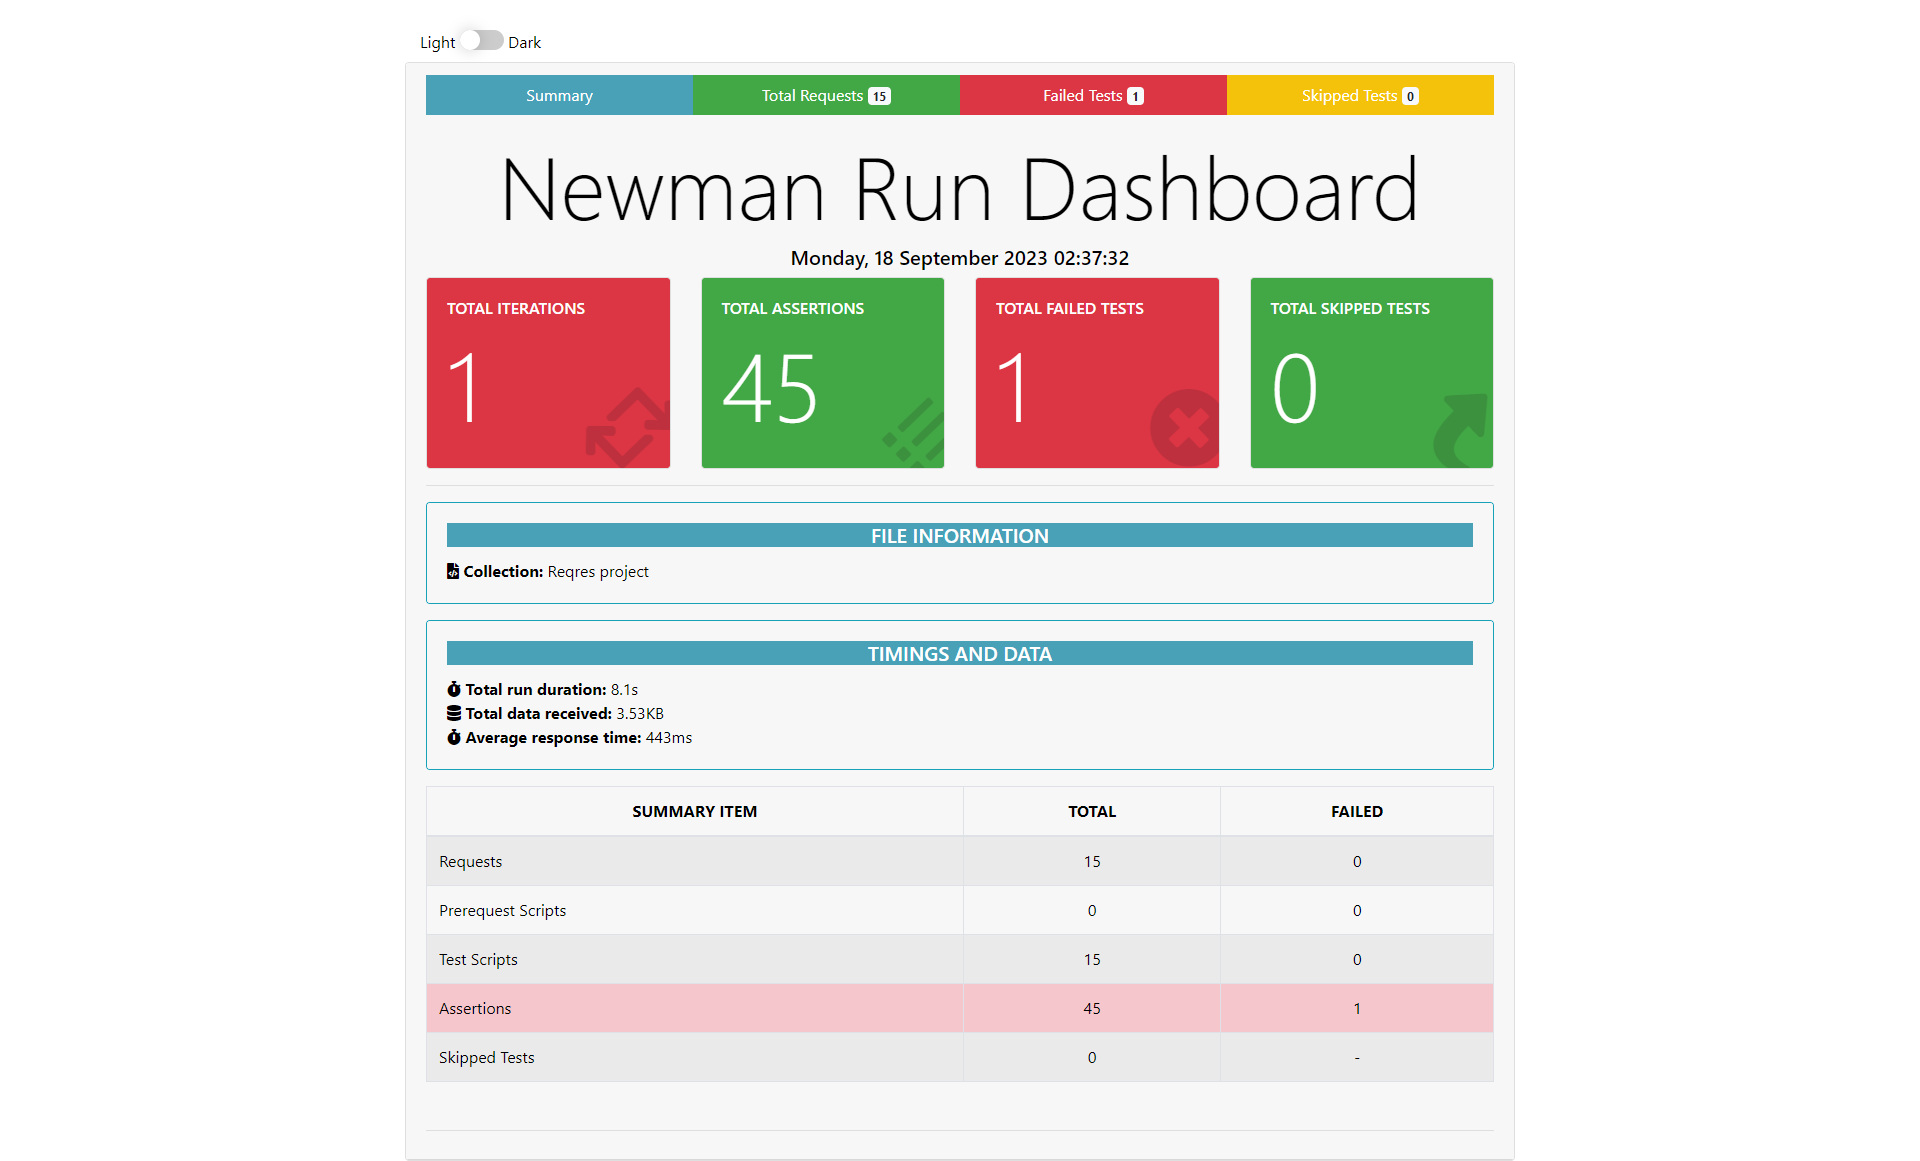 Light Dark
Summary Total Requests 15 Failed Tests 1 Skipped Tests 0
Newman Run Dashboard
Monday, 18 September 2023 02:37:32
TOTAL ITERATIONS TOTAL ASSERTIONS TOTAL FAILED TESTS TOTAL SKIPPED TESTS
1 45 1 0
FILE INFORMATION
Collection: Reqres project
TIMINGS AND DATA
Total run duration: 8.1s
Total data received: 3.53KB
Average response time: 443ms
SUMMARY ITEM TOTAL FAILED
Requests 15 0
Prerequest Scripts 0 0
Test Scripts 15 0
Assertions 45 1
Skipped Tests 0 -